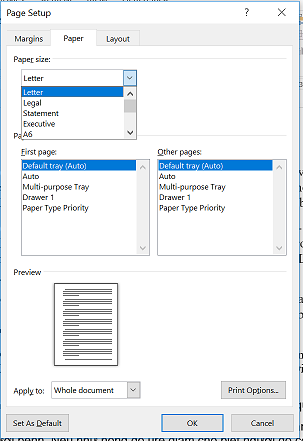 Page Setup
?
Margins
Paper
Layout
Paper size:
Letter
Letter
Legal
Statement
Executive
A6
Pa
First page:
Other pages:
Default tray (Auto)
Auto
Multi-purpose Tray
Drawer 1
Paper Type Priority
Default tray (Auto)
Auto
Multi-purpose Tray
Drawer 1
Paper Type Priority
Preview
Apply to:
Whole document
Print Options...
Set As Default
OK
Cancel